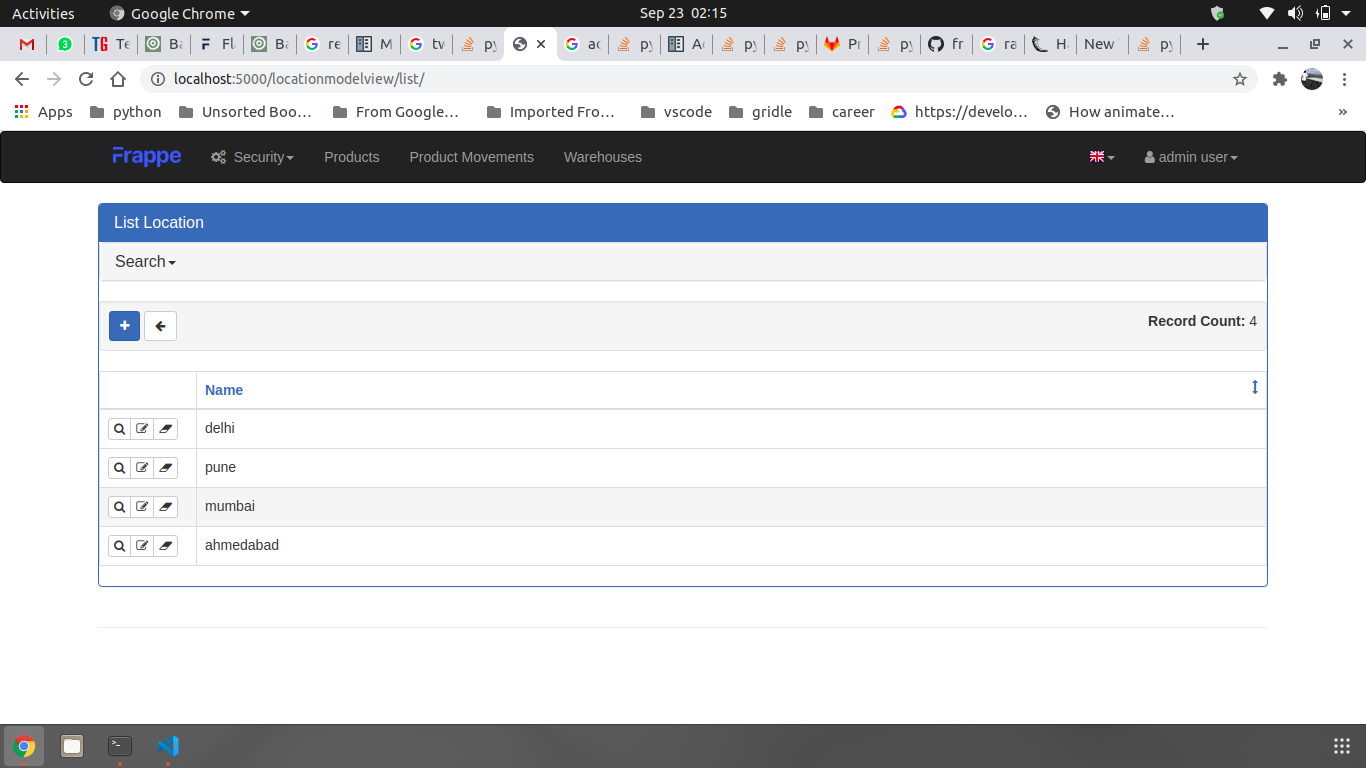 Activities Google Chrome Sep 23 02:15
3 TG Te Ba F Fl Ba G re M G tv py G ac py Ac py py Pr py fr G ra Ha New py
localhost:5000/locationmodelview/list/
Apps python Unsorted Boo... From Google... Imported Fro... vscode gridle career https://develo... How animate... »
Frappe Security Products Product Movements Warehouses admin user
List Location
Search
Record Count: 4
Name
delhi
pune
mumbai
ahmedabad